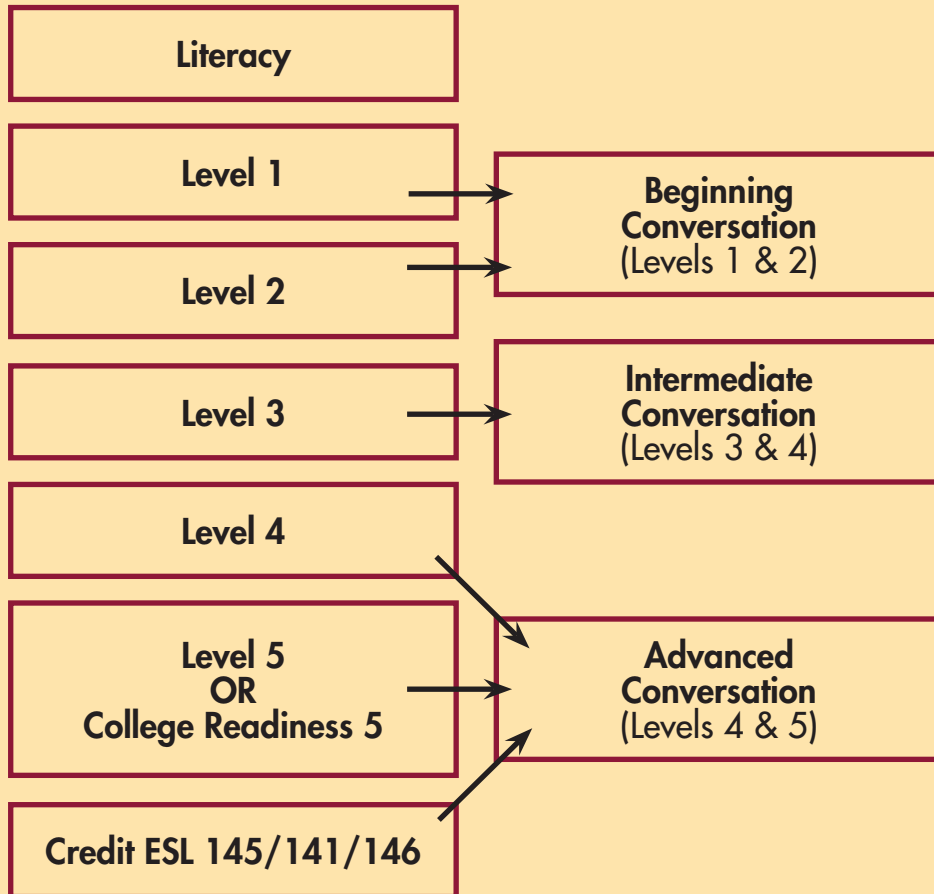 Literacy
Level 1
Level 2
Level 3
Level 4
Level 5
OR
College Readiness 5
Credit ESL 145/141/146
Beginning
Conversation
(Levels 1 & 2)
Intermediate
Conversation
(Levels 3 & 4)
Advanced
Conversation
(Levels 4 & 5)